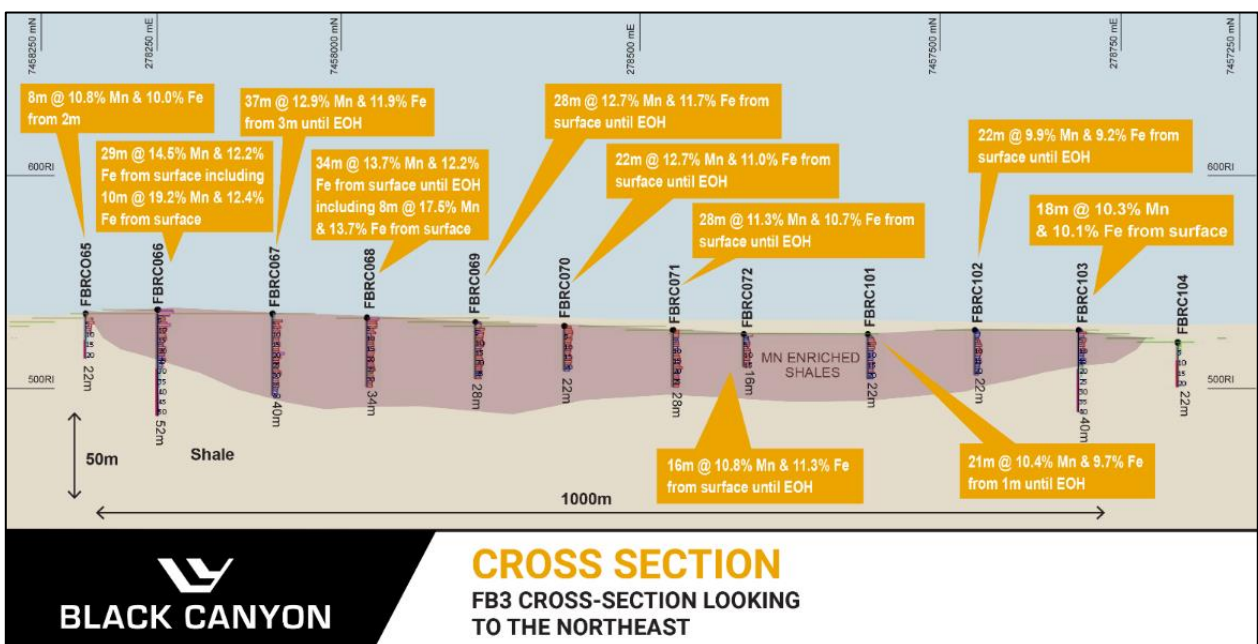 7458250 mN
278250 mE
7458000 mN
278500 mE
7457500 mN
278750 mE
7457250 mN
8m @ 10.8% Mn & 10.0% Fe
from 2m
37m @ 12.9% Mn & 11.9% Fe
from 3m until EOH
28m @ 12.7% Mn & 11.7% Fe from
surface until EOH
22m @ 9.9% Mn & 9.2% Fe from
surface until EOH
29m @ 14.5% Mn & 12.2%
Fe from surface including
10m @ 19.2% Mn & 12.4%
Fe from surface
34m @ 13.7% Mn & 12.2%
Fe from surface until EOH
including 8m @ 17.5% Mn
& 13.7% Fe from surface
22m @ 12.7% Mn & 11.0% Fe from
surface until EOH
28m @ 11.3% Mn & 10.7% Fe from
surface until EOH
18m @ 10.3% Mn
& 10.1% Fe from surface
600Rl
600Rl
FBRCO65
FBRC066
FBRC067
FBRC068
FBRC069
FBRC070
FBRC071
FBRC072
FBRC101
FBRC102
FBRC103
FBRC104
MN ENRICHED
SHALES
500Rl
500Rl
22m
52m
40m
34m
28m
22m
28m
16m
22m
22m
40m
22m
50m
Shale
16m @ 10.8% Mn & 11.3% Fe
from surface until EOH
21m @ 10.4% Mn & 9.7% Fe
from 1m until EOH
1000m
BLACK CANYON
CROSS SECTION
FB3 CROSS-SECTION LOOKING
TO THE NORTHEAST